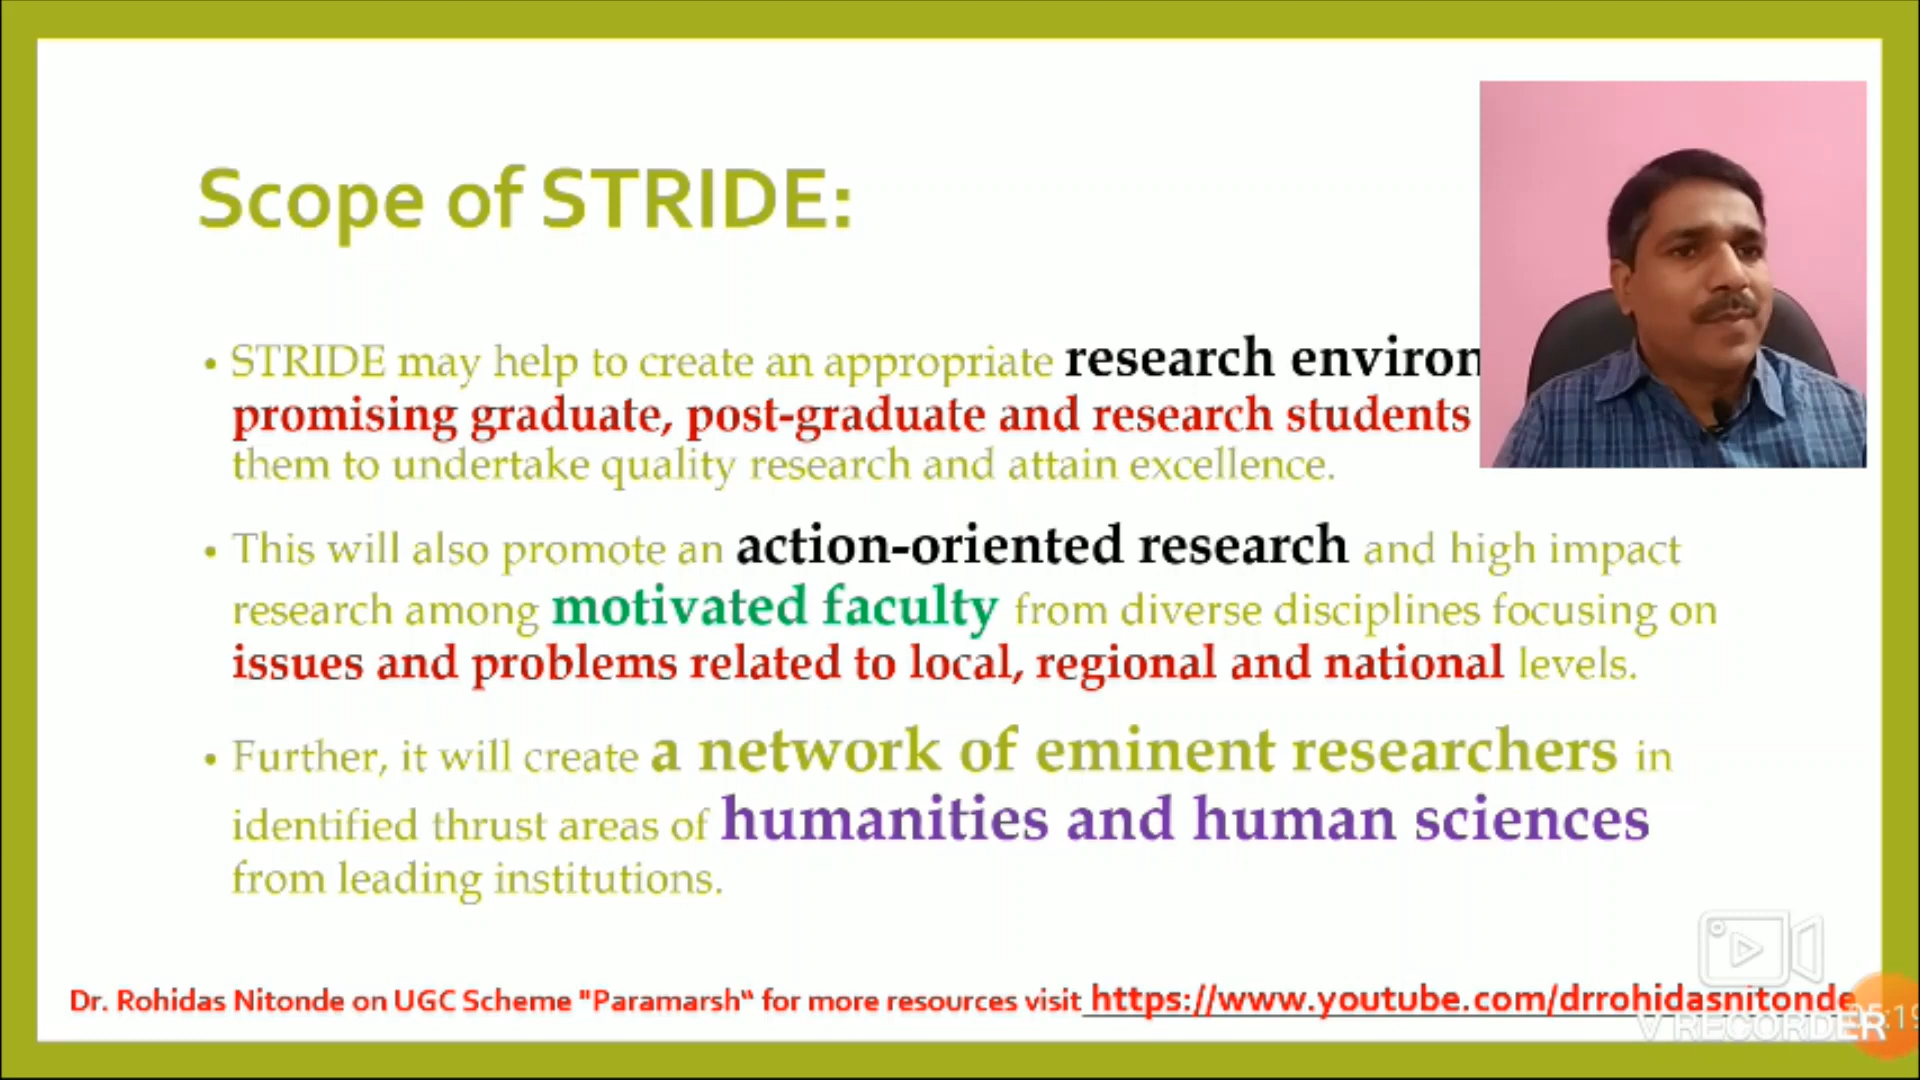 Scope of STRIDE:
• STRIDE may help to create an appropriate research environ
promising graduate, post-graduate and research students
them to undertake quality research and attain excellence.
• This will also promote an action-oriented research and high impact
research among motivated faculty from diverse disciplines focusing on
issues and problems related to local, regional and national levels.
• Further, it will create a network of eminent researchers in
identified thrust areas of humanities and human sciences
from leading institutions.
Dr. Rohidas Nitonde on UGC Scheme "Paramarsh“ for more resources visit https://www.youtube.com/drrohidasnitonde
V RECORDER
05:19